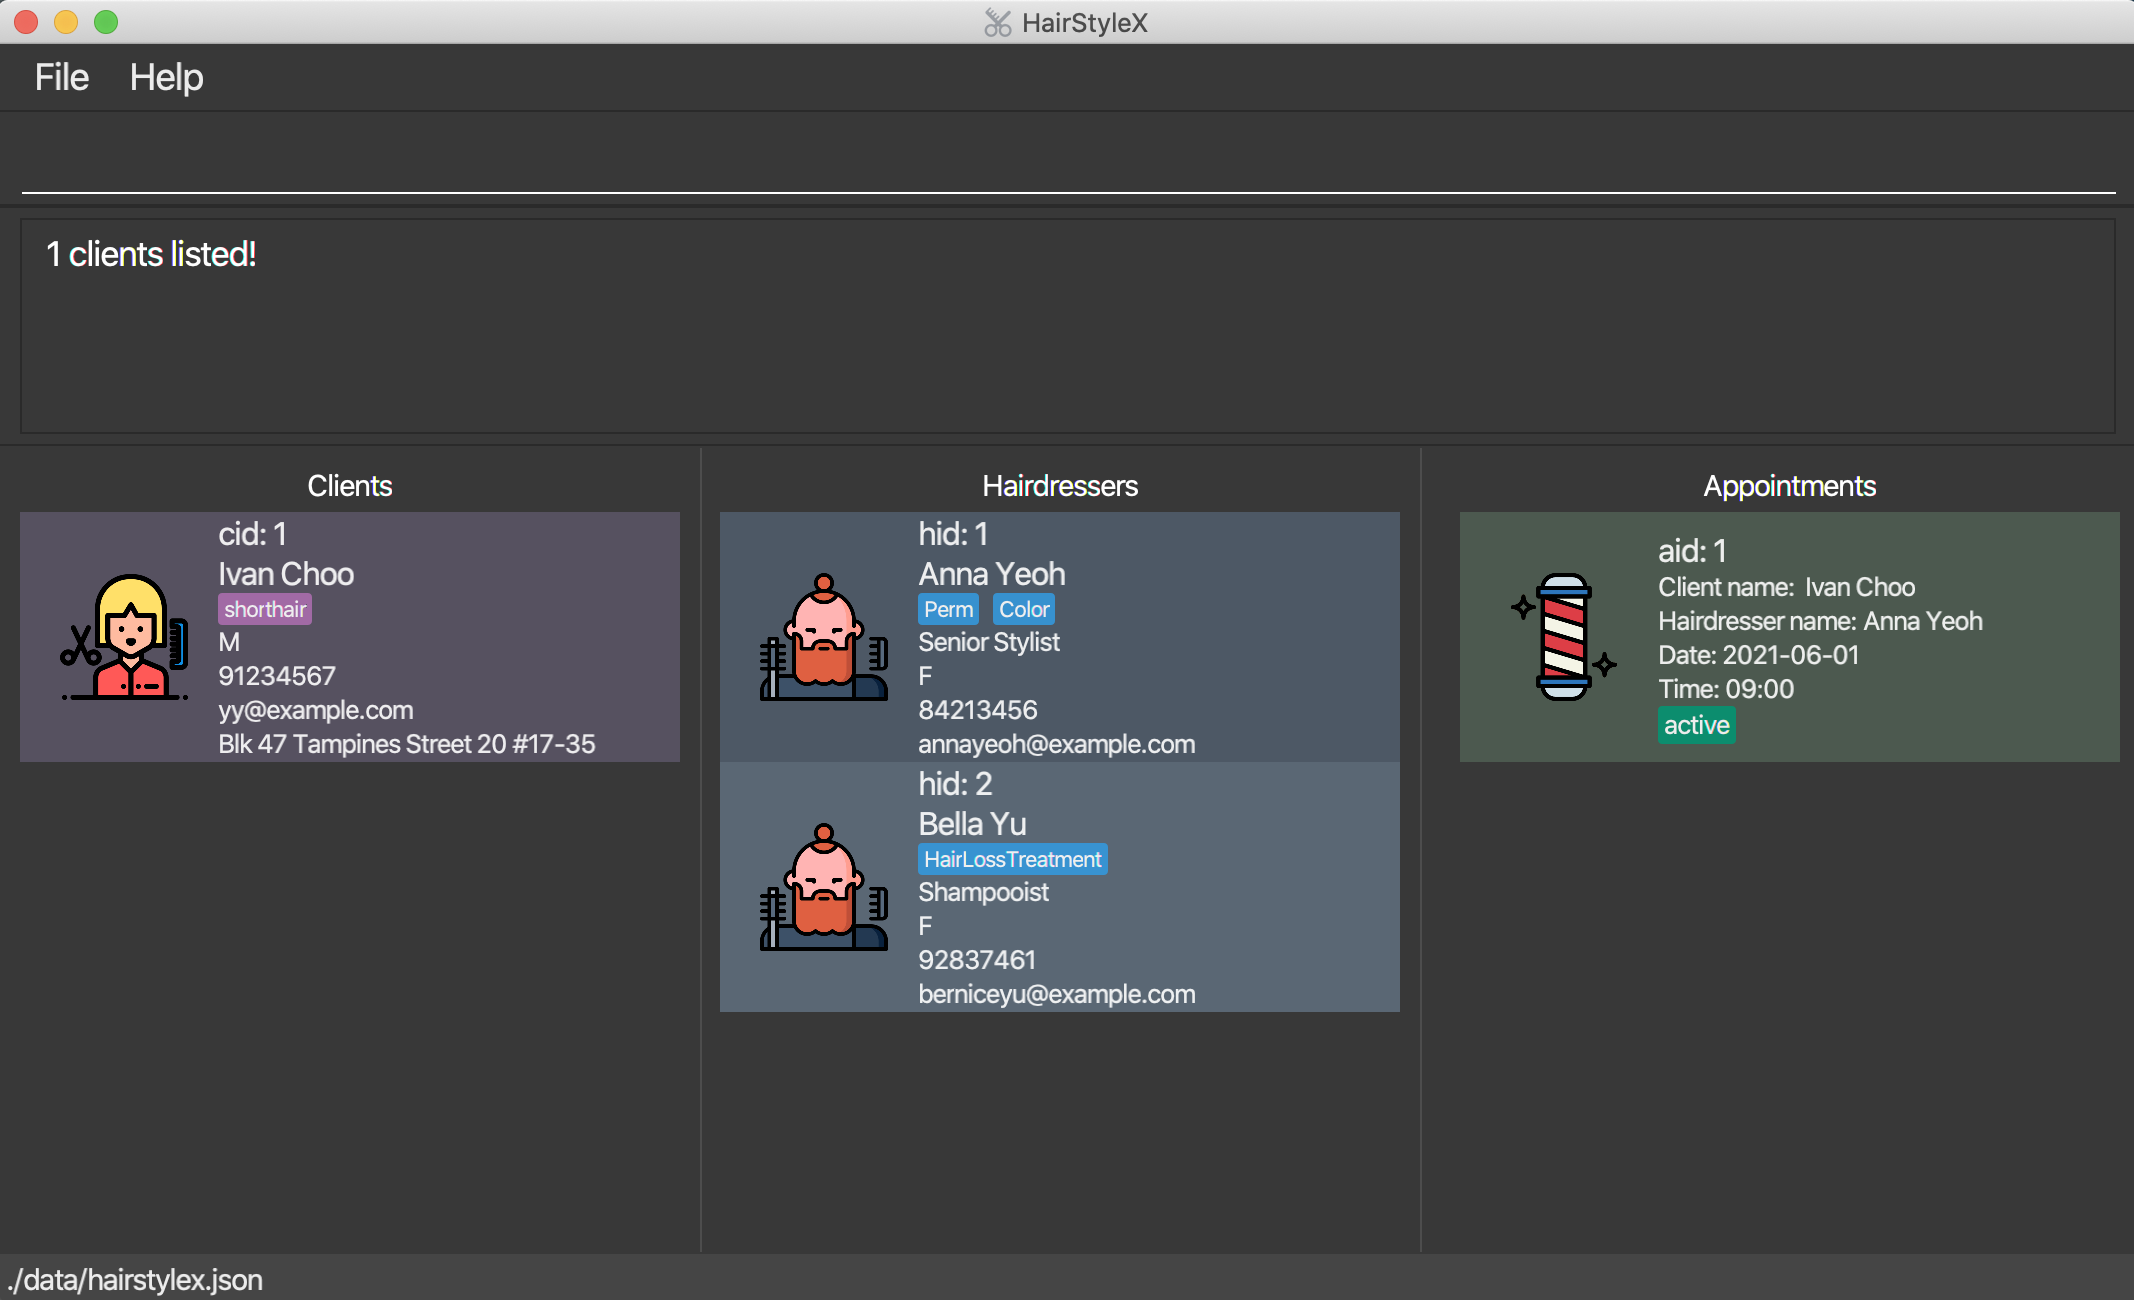 HairStyleX
File Help
1 clients listed!
Clients
cid: 1
Ivan Choo
shorthair
M
91234567
yy@example.com
Blk 47 Tampines Street 20 #17-35
Hairdressers
hid: 1
Anna Yeoh
Perm Color
Senior Stylist
F
84213456
annayeoh@example.com
hid: 2
Bella Yu
HairLossTreatment
Shampooist
F
92837461
berniceyu@example.com
Appointments
aid: 1
Client name: Ivan Choo
Hairdresser name: Anna Yeoh
Date: 2021-06-01
Time: 09:00
active
./data/hairstylex.json